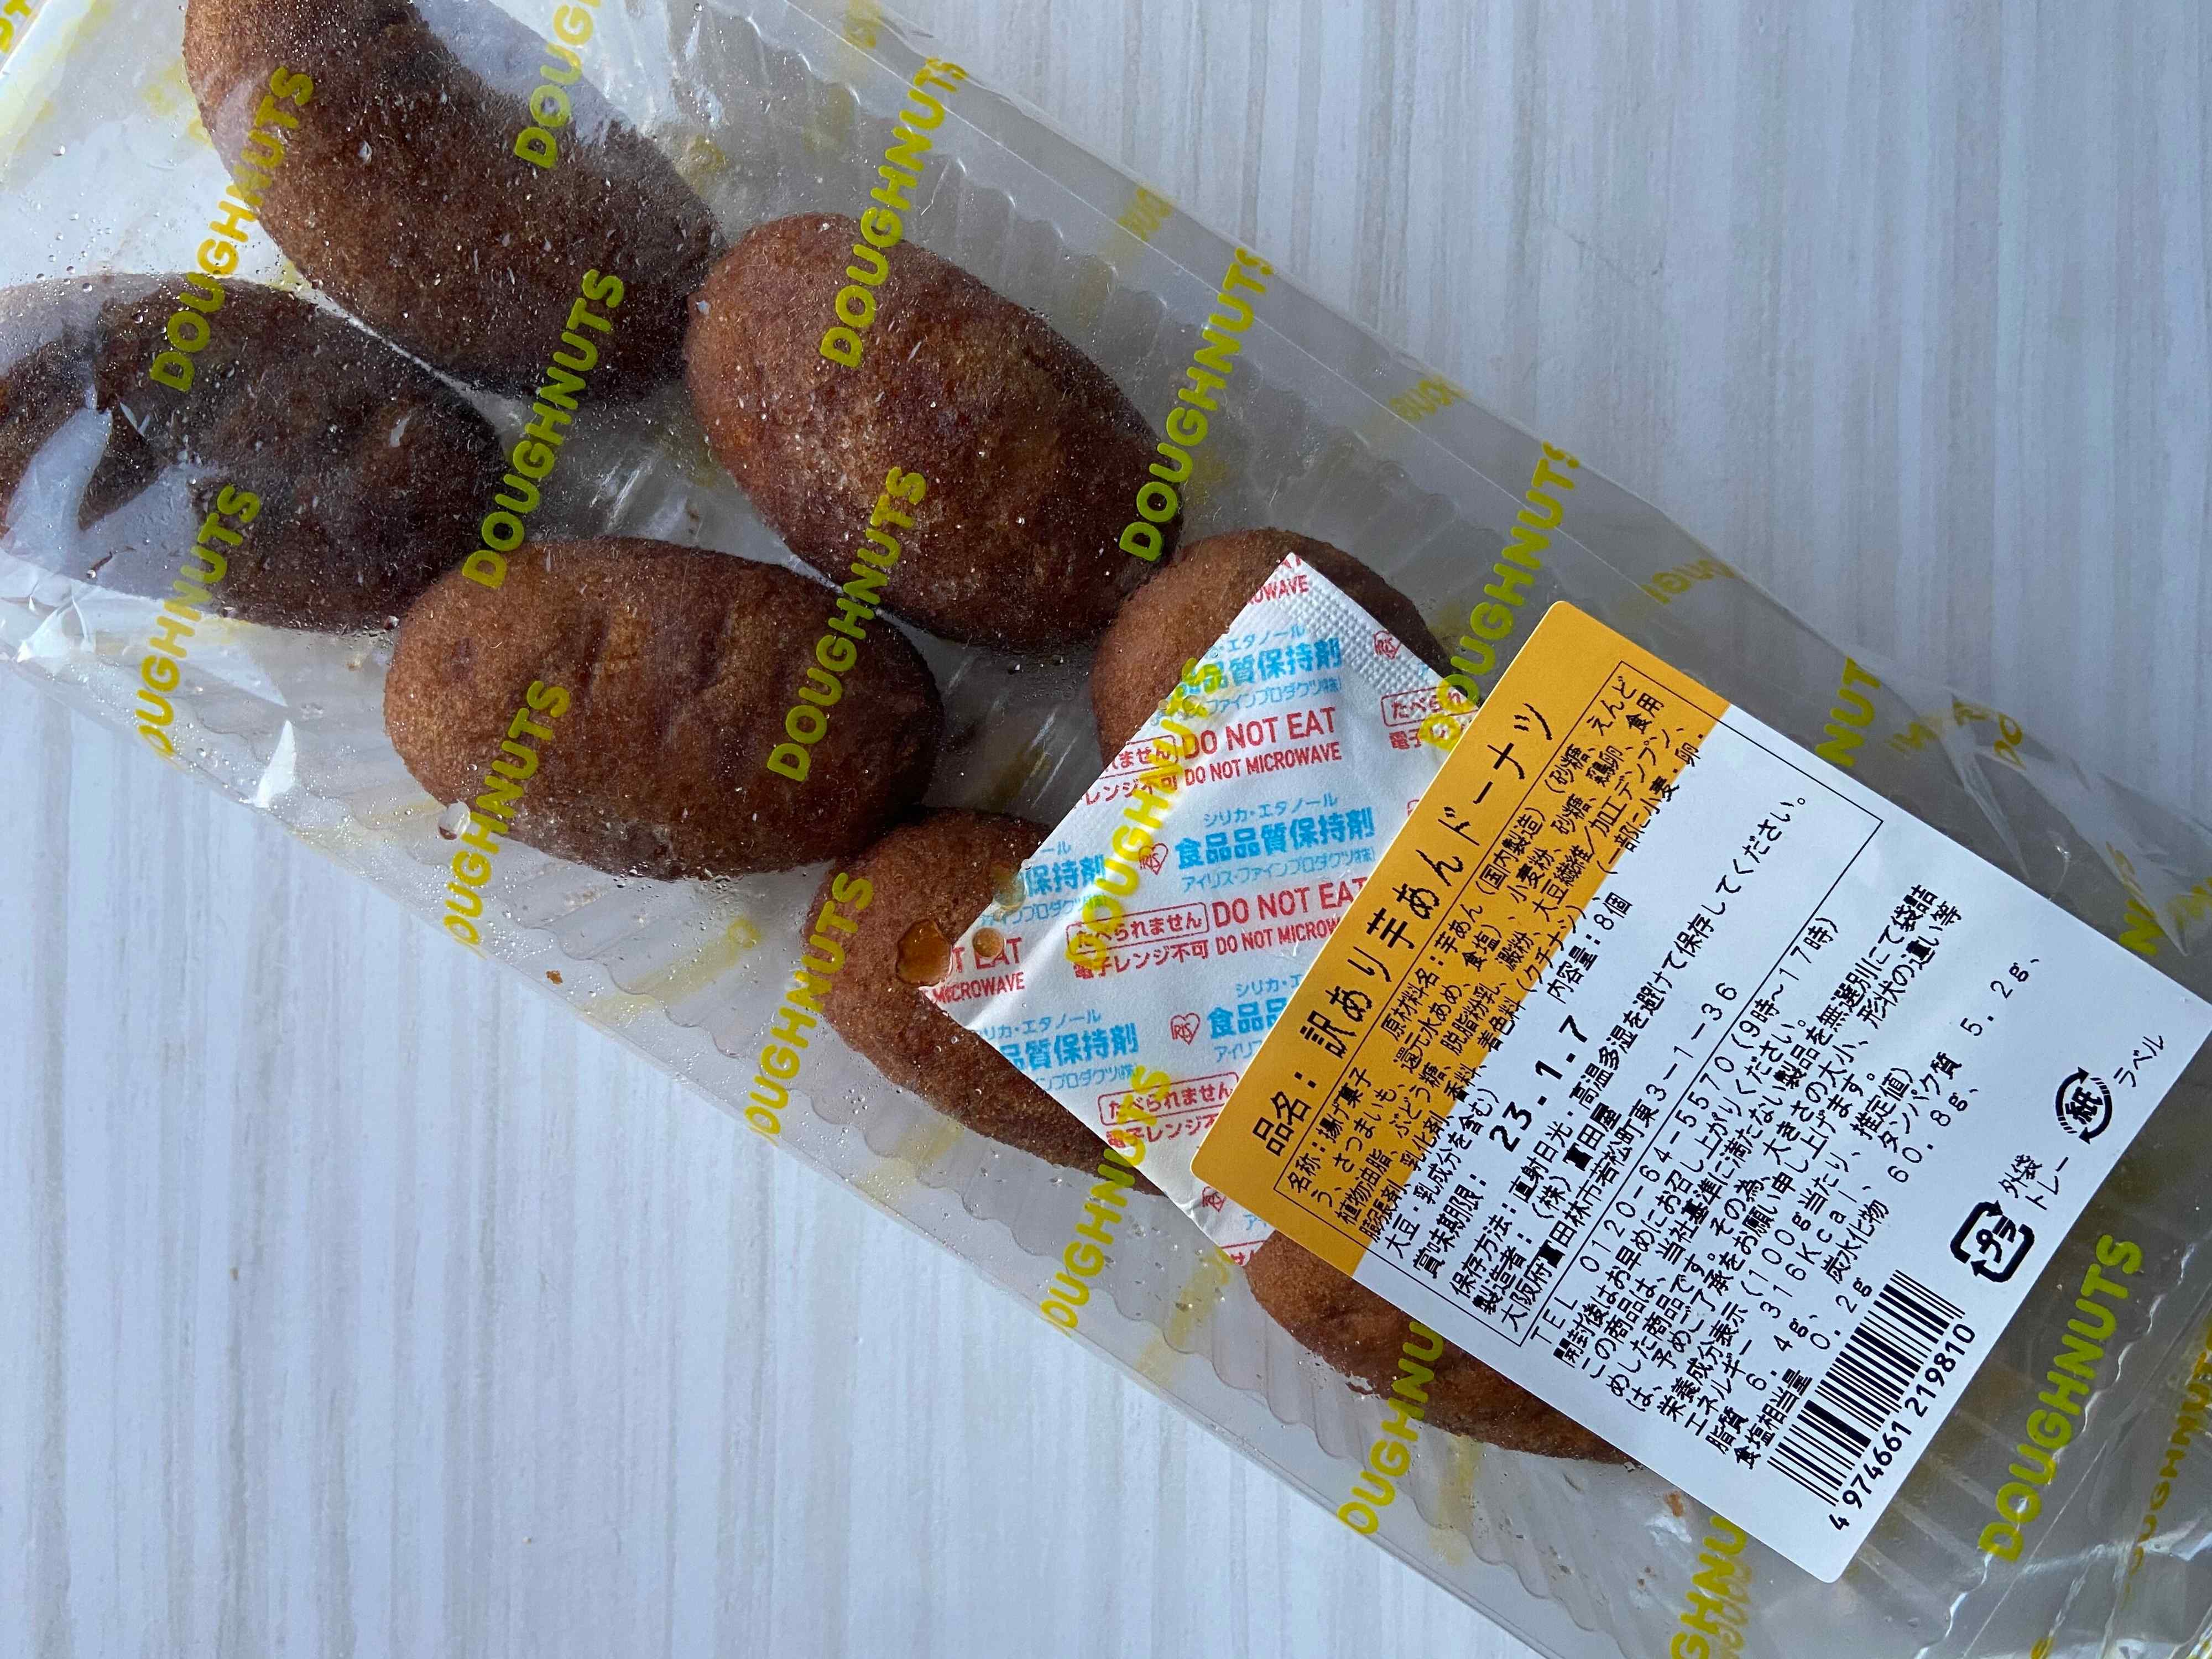 DOUGHNUTS
シリカ・エタノール
食品品質保持剤
アイリス・ファインプロダクツ㈱
たべられません DO NOT EAT
電子レンジ不可 DO NOT MICROWAVE
品名：訳あり芋あんドーナツ
名称：揚げ菓子 原材料名：芋あん（国内製造）（砂糖、えんど
う、さつまいも、還元水あめ、食塩）、小麦粉、砂糖、鶏卵、食用
植物油脂、ぶどう糖、脱脂粉乳、澱粉、大豆繊維／加工デンプン、
膨張剤、乳化剤、香料、着色料（クチナシ）（一部に小麦・卵・
大豆・乳成分を含む）
賞味期限：23-1-7 内容量：8個
保存方法：直射日光・高温多湿を避けて保存してください。
製造者：（株）冨田屋
大阪府冨田林市若松町東3-1-36
TEL 0120-64-5570(9時～17時)
開封後はお早めにお召し上がりください。
この商品は、当社基準に満たない製品を無選別にて袋詰
めした商品です。その為、大きさの大小、形状の違い等
は、予めご了承をお願い申し上げます。
栄養成分表示(100g当たり、推定値)
エネルギー 316Kcal、タンパク質 5.2g、
脂質 6.4g、炭水化物 60.8g、
食塩相当量 0.2g
4974661219810
プラ
外袋
トレー
紙
ラベル